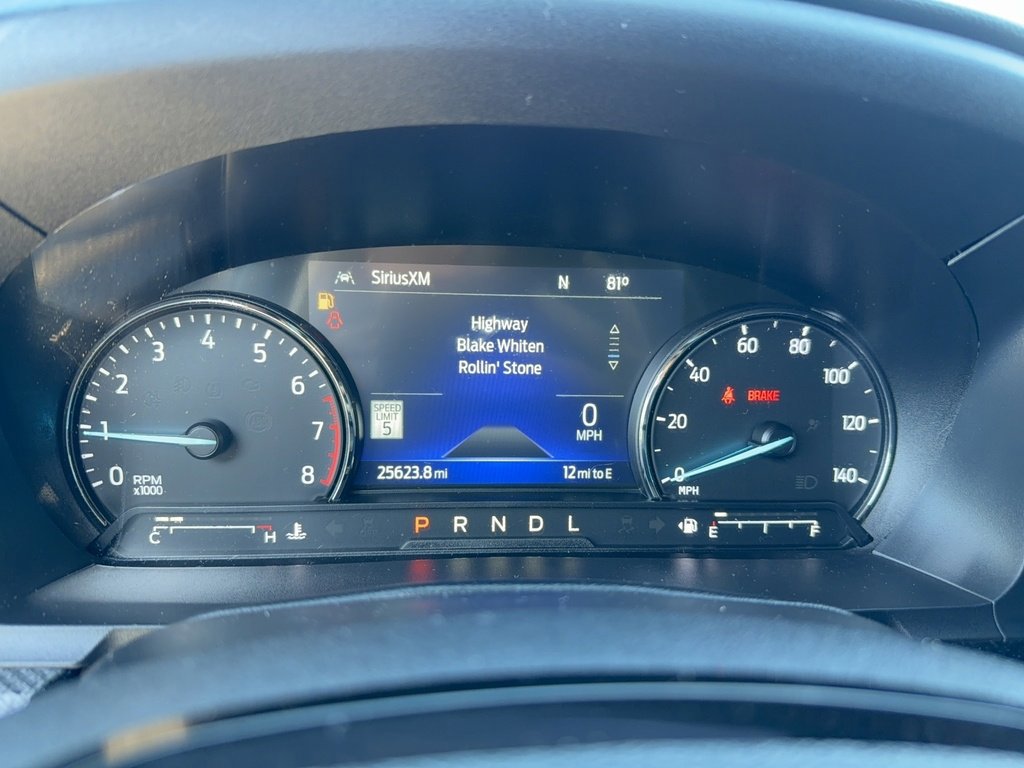 SiriusXM N 81°
Highway
Blake Whiten
Rollin' Stone
SPEED
LIMIT
5
0
MPH
25623.8 mi 12 mi to E
0 1 2 3 4 5 6 7 8
RPM
x1000
0 20 40 60 80 100 120 140
MPH
BRAKE
C H
P R N D L
E F